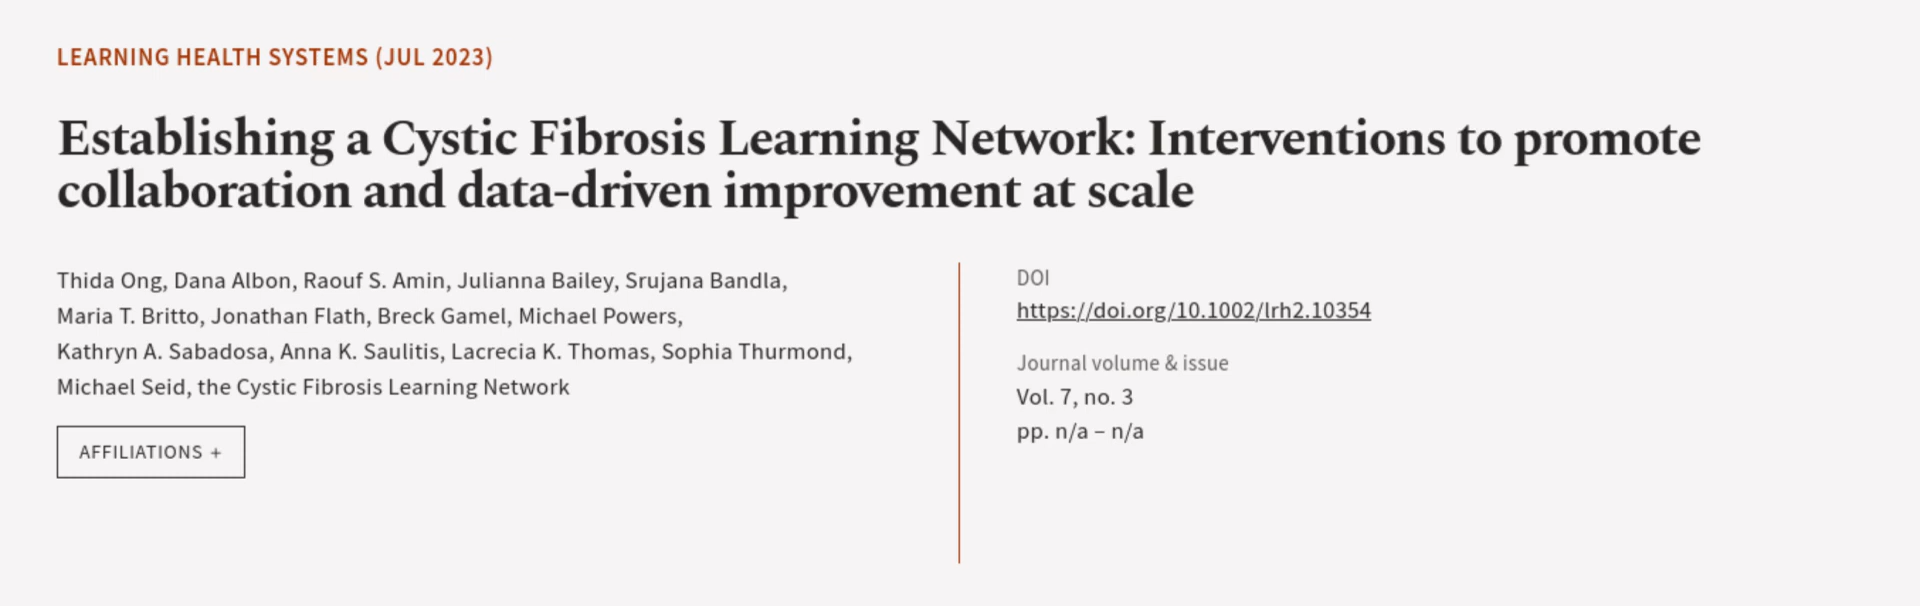 LEARNING HEALTH SYSTEMS (JUL 2023)
Establishing a Cystic Fibrosis Learning Network: Interventions to promote
collaboration and data‐driven improvement at scale
Thida Ong, Dana Albon, Raouf S. Amin, Julianna Bailey, Srujana Bandla,
Maria T. Britto, Jonathan Flath, Breck Gamel, Michael Powers,
Kathryn A. Sabadosa, Anna K. Saulitis, Lacrecia K. Thomas, Sophia Thurmond,
Michael Seid, the Cystic Fibrosis Learning Network
AFFILIATIONS +
DOI
https://doi.org/10.1002/lrh2.10354
Journal volume & issue
Vol. 7, no. 3
pp. n/a – n/a